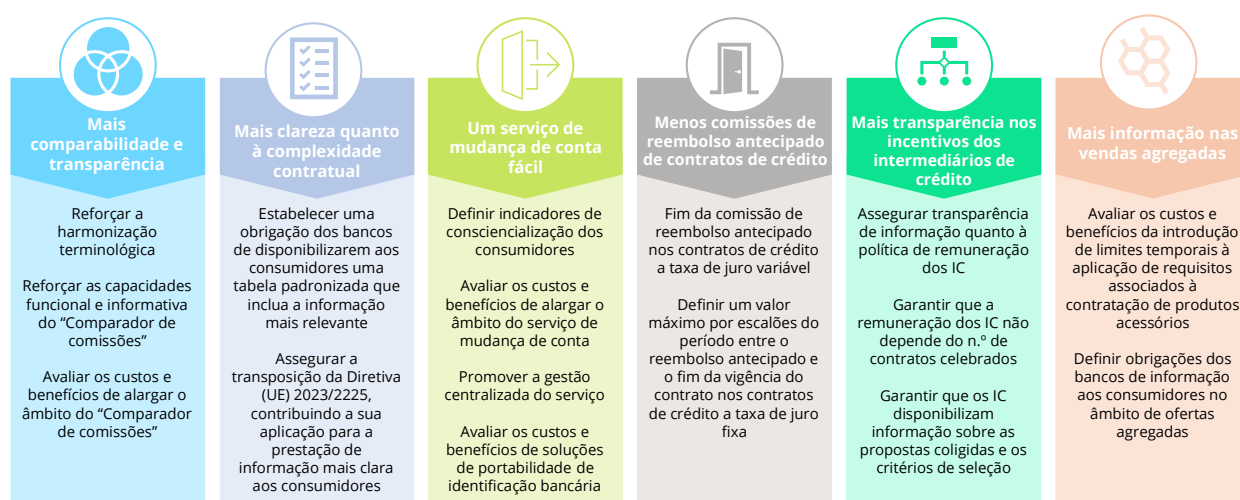 Mais
comparabilidade e
transparência
Reforçar a
harmonização
terminológica
Reforçar as capacidades
funcional e informativa
do “Comparador de
comissões”
Avaliar os custos e
benefícios de alargar o
âmbito do “Comparador
de comissões”
Mais clareza quanto
à complexidade
contratual
Estabelecer uma
obrigação dos bancos
de disponibilizarem aos
consumidores uma
tabela padronizada que
inclua a informação
mais relevante
Assegurar a
transposição da Diretiva
(UE) 2023/2225,
contribuindo a sua
aplicação para a
prestação de
informação mais clara
aos consumidores
Um serviço de
mudança de conta
fácil
Definir indicadores de
consciencialização dos
consumidores
Avaliar os custos e
benefícios de alargar o
âmbito do serviço de
mudança de conta
Promover a gestão
centralizada do serviço
Avaliar os custos e
benefícios de soluções
de portabilidade de
identificação bancária
Menos comissões de
reembolso antecipado
de contratos de crédito
Fim da comissão de
reembolso antecipado
nos contratos de crédito
a taxa de juro variável
Definir um valor
máximo por escalões do
período entre o
reembolso antecipado e
o fim da vigência do
contrato nos contratos
de crédito a taxa de juro
fixa
Mais transparência nos
incentivos dos
intermediários de
crédito
Assegurar transparência
de informação quanto à
política de remuneração
dos IC
Garantir que a
remuneração dos IC não
depende do n.º de
contratos celebrados
Garantir que os IC
disponibilizam
informação sobre as
propostas coligidas e os
critérios de seleção
Mais informação nas
vendas agregadas
Avaliar os custos e
benefícios da introdução
de limites temporais à
aplicação de requisitos
associados à
contratação de produtos
acessórios
Definir obrigações dos
bancos de informação
aos consumidores no
âmbito de ofertas
agregadas